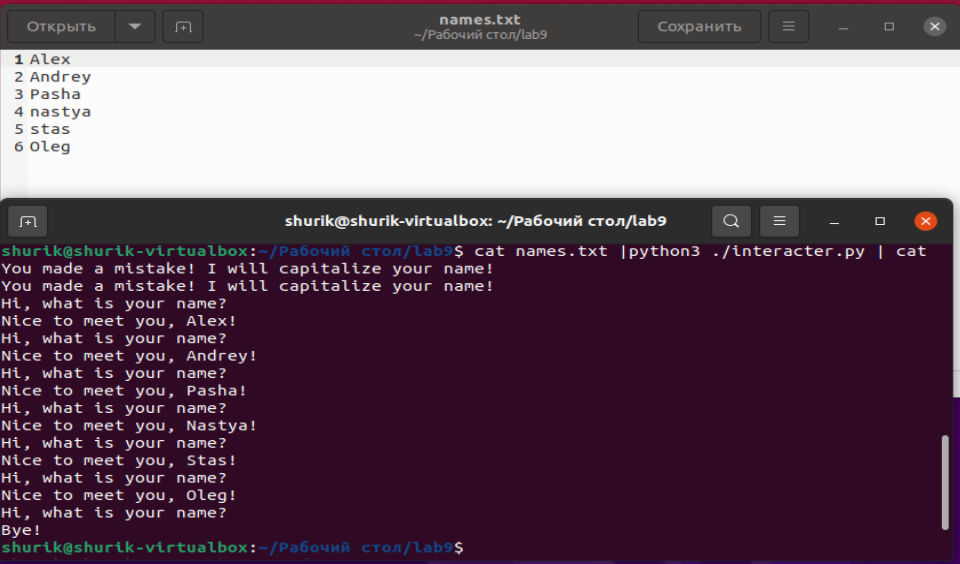 Открыть
names.txt
~/Рабочий стол/lab9
Сохранить
1 Alex
2 Andrey
3 Pasha
4 nastya
5 stas
6 Oleg
shurik@shurik-virtualbox: ~/Рабочий стол/lab9
shurik@shurik-virtualbox:~/Рабочий стол/lab9$ cat names.txt |python3 ./interacter.py | cat
You made a mistake! I will capitalize your name!
You made a mistake! I will capitalize your name!
Hi, what is your name?
Nice to meet you, Alex!
Hi, what is your name?
Nice to meet you, Andrey!
Hi, what is your name?
Nice to meet you, Pasha!
Hi, what is your name?
Nice to meet you, Nastya!
Hi, what is your name?
Nice to meet you, Stas!
Hi, what is your name?
Nice to meet you, Oleg!
Hi, what is your name?
Bye!
shurik@shurik-virtualbox:~/Рабочий стол/lab9$